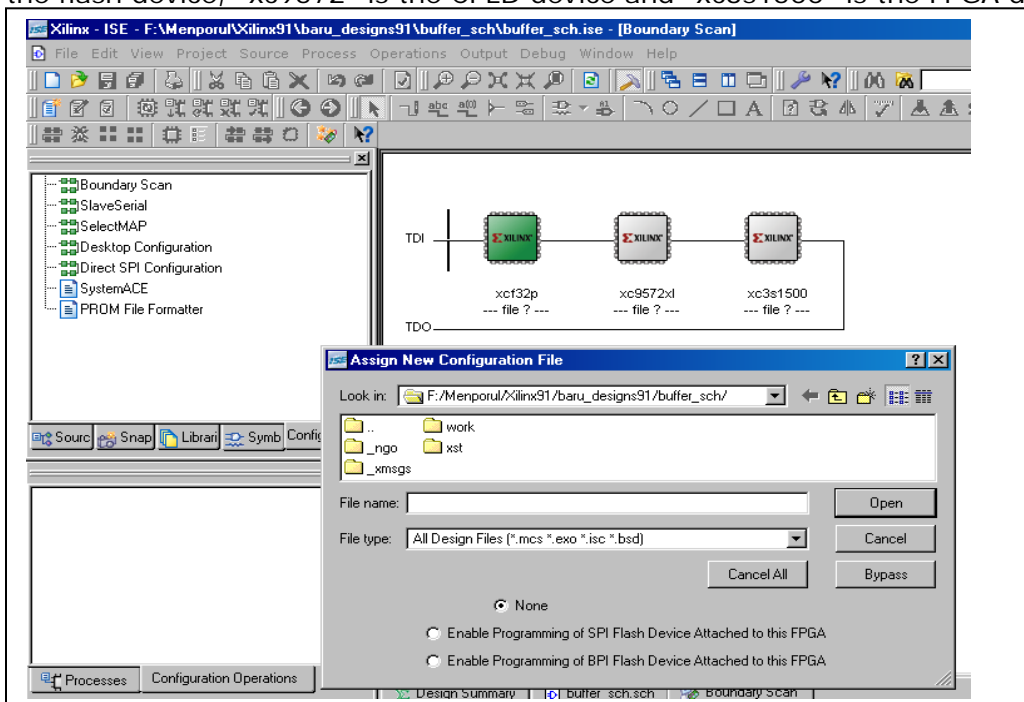 the flash device, "xc9572" is the CPLD device and "xc3s1500" is the FPGA d
Xilinx - ISE - F:\Menporul\Xilinx91\baru_designs91\buffer_sch\buffer_sch.ise - [Boundary Scan]
File Edit View Project Source Process Operations Output Debug Window Help
Boundary Scan
SlaveSerial
SelectMAP
Desktop Configuration
Direct SPI Configuration
SystemACE
PROM File Formatter
TDI
XILINX XILINX XILINX
xcf32p xc9572xl xc3s1500
--- file ? --- --- file ? --- --- file ? ---
TDO
Sourc Snap Librari Symb Config
Assign New Configuration File
Look in: F:/Menporul/Xilinx91/baru_designs91/buffer_sch/
.. work
_ngo xst
_xmsgs
File name: Open
File type: All Design Files (*.mcs *.exo *.isc *.bsd) Cancel
Cancel All Bypass
None
Enable Programming of SPI Flash Device Attached to this FPGA
Enable Programming of BPI Flash Device Attached to this FPGA
Processes Configuration Operations
Design Summary buffer_sch.sch Boundary Scan